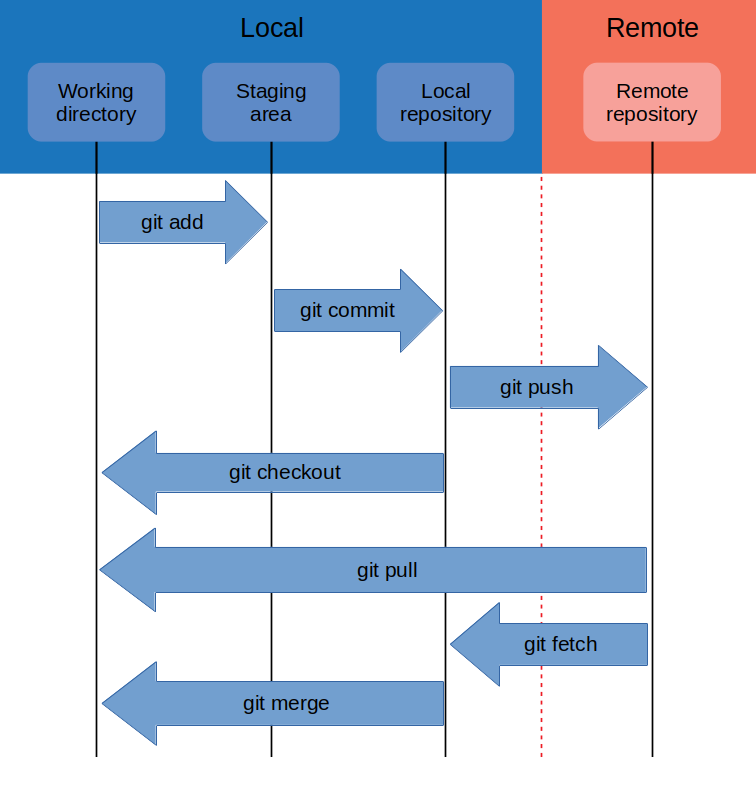 Local
Remote
Working
directory
Staging
area
Local
repository
Remote
repository
git add
git commit
git push
git checkout
git pull
git fetch
git merge